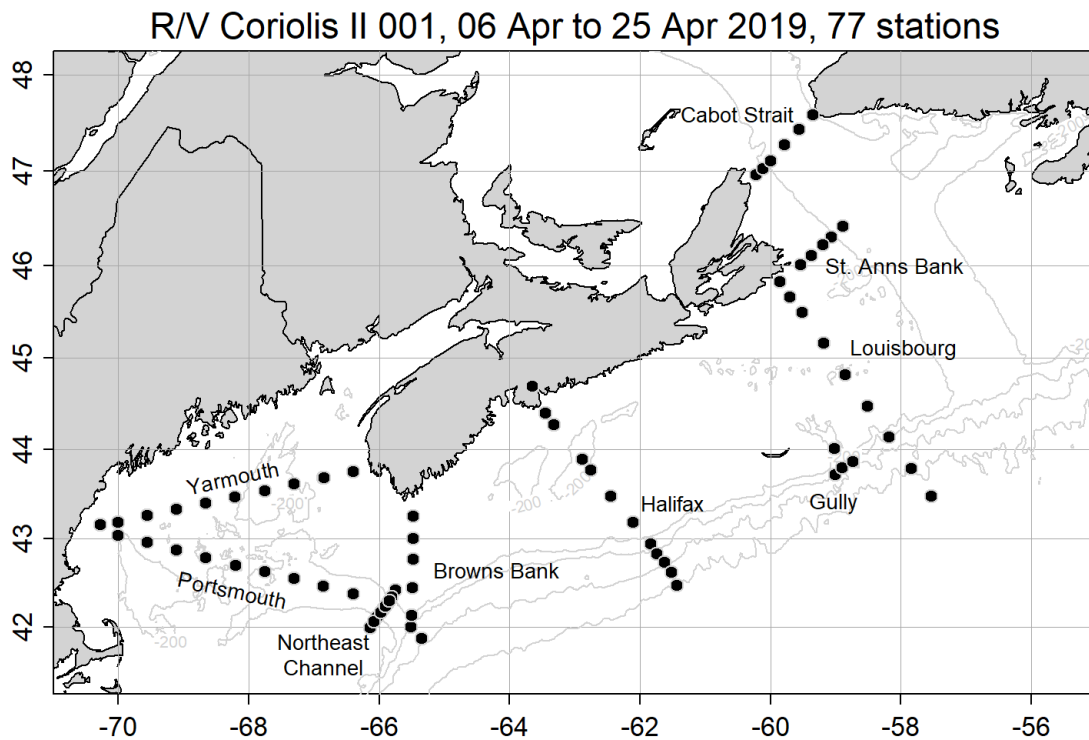 R/V Coriolis II 001, 06 Apr to 25 Apr 2019, 77 stations
48
47
46
45
44
43
42
Cabot Strait
St. Anns Bank
Louisbourg
Yarmouth
-200
-200
-200
Halifax
Gully
Browns Bank
Portsmouth
-200
Northeast
Channel
-70
-68
-66
-64
-62
-60
-58
-56